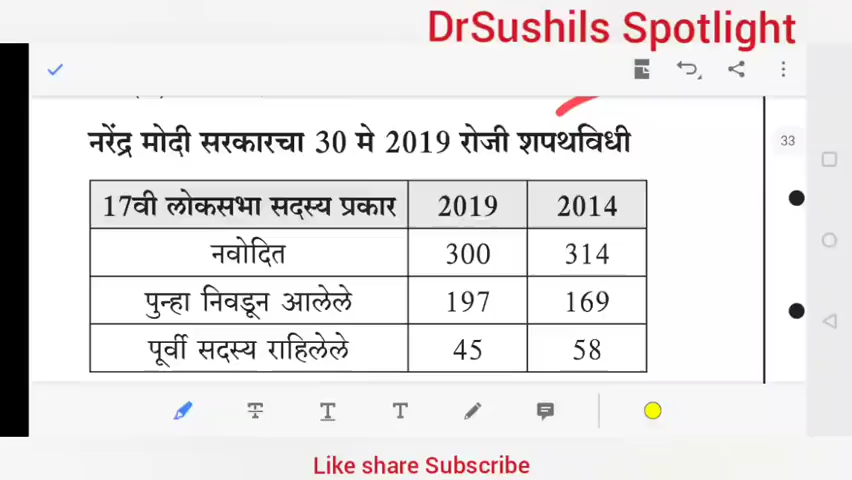 DrSushils Spotlight
33
नरेंद्र मोदी सरकारचा 30 मे 2019 रोजी शपथविधी
17वी लोकसभा सदस्य प्रकार 2019 2014
नवोदित 300 314
पुन्हा निवडून आलेले 197 169
पूर्वी सदस्य राहिलेले 45 58
T T T
Like share Subscribe